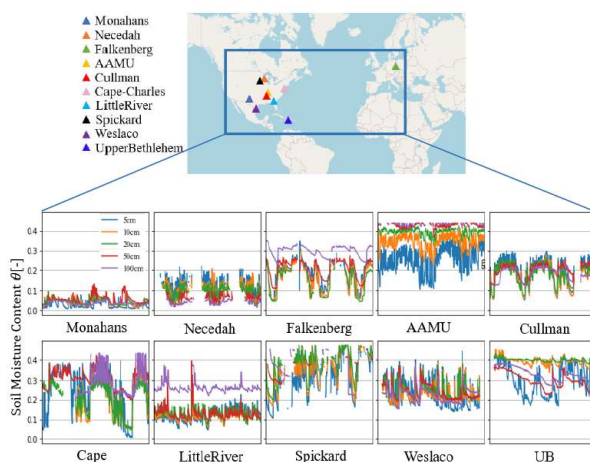 Monahans
Necedah
Falkenberg
AAMU
Cullman
Cape-Charles
LittleRiver
Spickard
Weslaco
UpperBethlehem
Soil Moisture Content θ[-]
0.4
0.3
0.2
0.1
0.0
5cm
10cm
20cm
50cm
100cm
Monahans
Necedah
Falkenberg
AAMU
Cullman
0.4
0.3
0.2
0.1
0.0
Cape
LittleRiver
Spickard
Weslaco
UB